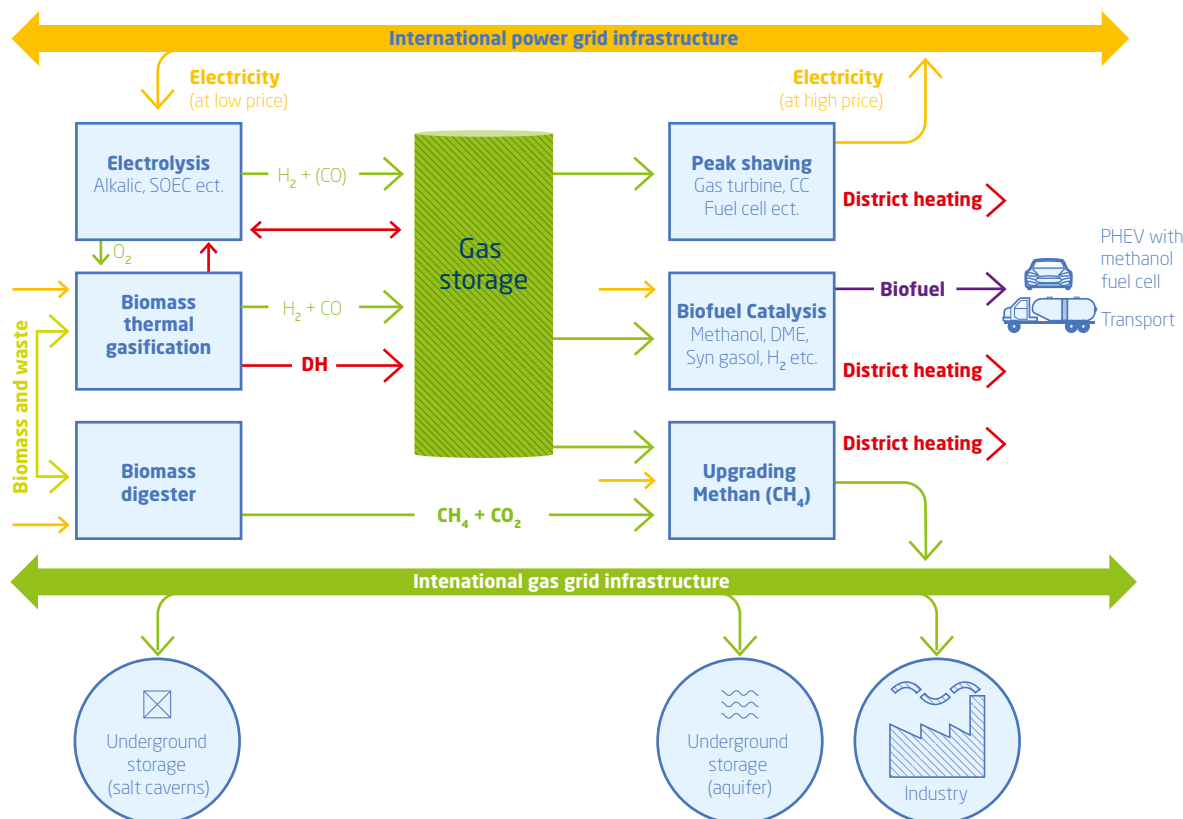 International power grid infrastructure
Electricity
(at low price)
Electricity
(at high price)
Electrolysis
Alkalic, SOEC ect.
H₂ + (CO)
Peak shaving
Gas turbine, CC
Fuel cell ect.
District heating
O₂
Gas
storage
PHEV with
methanol
fuel cell
Transport
Biomass and waste
Biomass
thermal
gasification
H₂ + CO
DH
Biofuel Catalysis
Methanol, DME,
Syn gasol, H₂ etc.
Biofuel
District heating
Biomass
digester
CH₄ + CO₂
Upgrading
Methan (CH₄)
District heating
Intenational gas grid infrastructure
Underground
storage
(salt caverns)
Underground
storage
(aquifer)
Industry